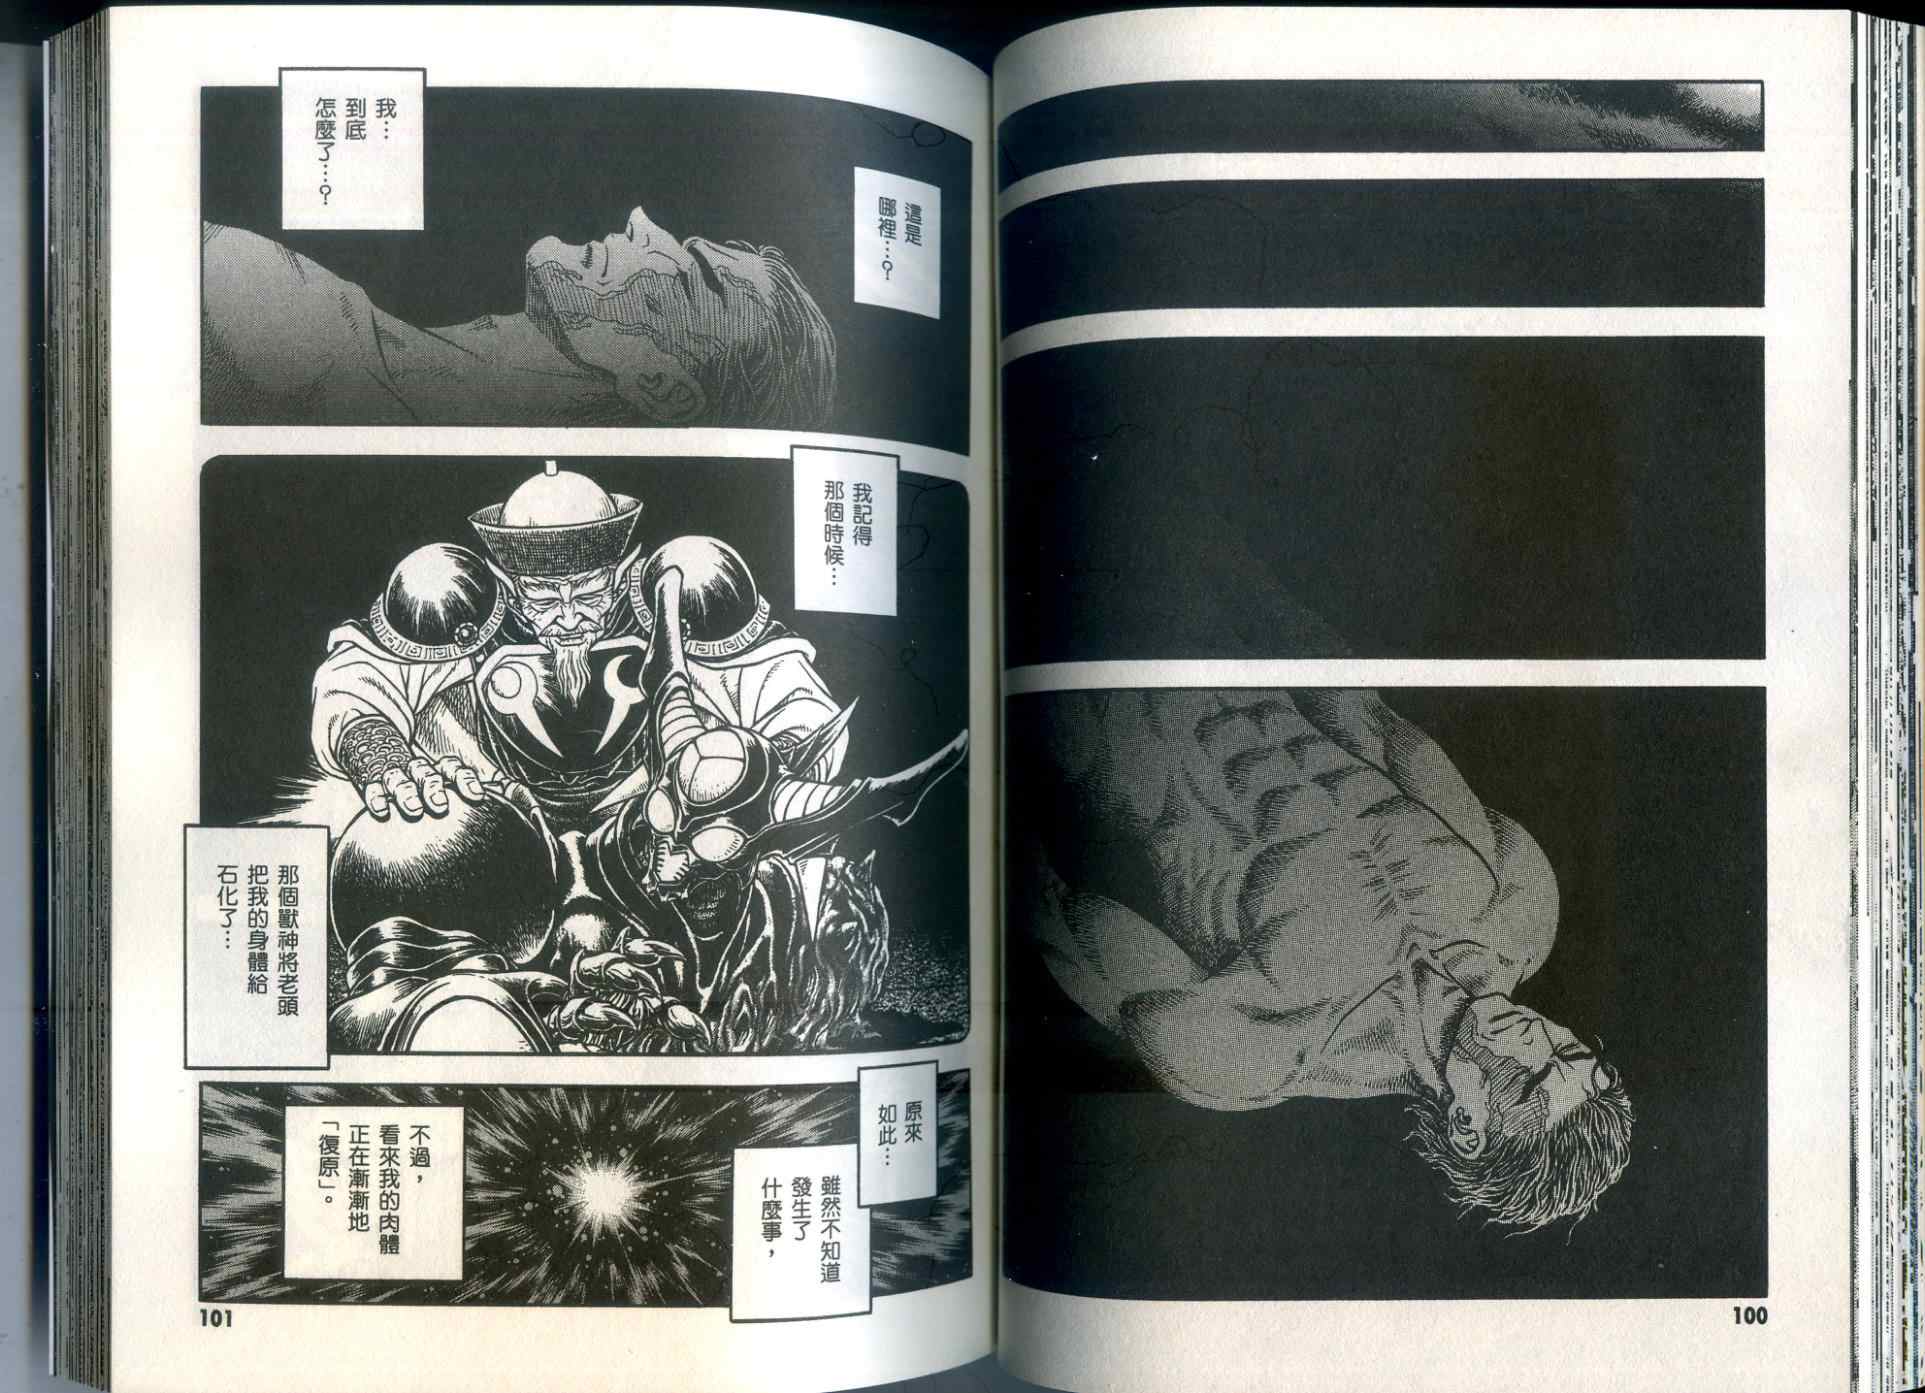 100
這是
哪裡…?
我…
到底
怎麼了…?
我記得
那個時候…
那個獸神將老頭
把我的身體給
石化了…
原來
如此…
雖然不知道
發生了
什麼事，
不過，
看來我的肉體
正在漸漸地
「復原」。
101